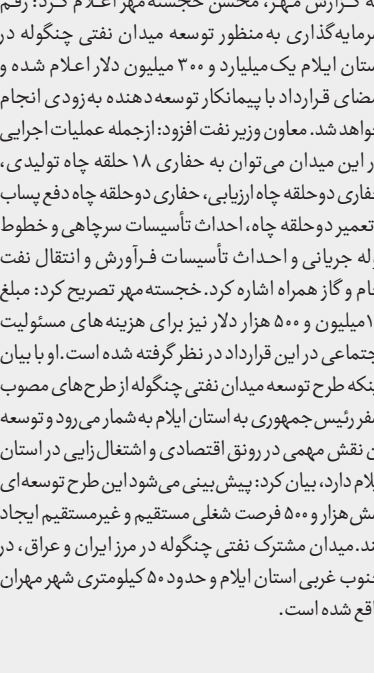 به گزارش مهر، محسن خجسته‌مهر اعلام کرد: رقم
سرمایه‌گذاری به‌منظور توسعه میدان نفتی چنگوله در
استان ایلام یک‌میلیارد و ۳۰۰ میلیون دلار اعلام شده و
امضای قرارداد با پیمانکار توسعه‌دهنده به‌زودی انجام
خواهد شد. معاون وزیر نفت افزود: ازجمله عملیات اجرایی
در این میدان می‌توان به حفاری ۱۸ حلقه چاه تولیدی،
حفاری دوحلقه چاه ارزیابی، حفاری دوحلقه چاه دفع پساب
تعمیر دوحلقه چاه، احداث تأسیسات سرچاهی و خطوط
لوله جریانی و احداث تأسیسات فرآورش و انتقال نفت
خام و گاز همراه اشاره کرد. خجسته‌مهر تصریح کرد: مبلغ
میلیون و ۵۰۰ هزار دلار نیز برای هزینه‌های مسئولیت
اجتماعی در این قرارداد در نظر گرفته شده است. او با بیان
اینکه طرح توسعه میدان نفتی چنگوله از طرح‌های مصوب
سفر رئیس‌جمهوری به استان ایلام به‌شمار می‌رود و توسعه
آن نقش مهمی در رونق اقتصادی و اشتغال‌زایی در استان
ایلام دارد، بیان کرد: پیش‌بینی می‌شود این طرح توسعه‌ای
شش‌هزار و ۵۰۰ فرصت شغلی مستقیم و غیرمستقیم ایجاد
کند. میدان مشترک نفتی چنگوله در مرز ایران و عراق، در
جنوب غربی استان ایلام و حدود ۵۰ کیلومتری شهر مهران
واقع شده است.